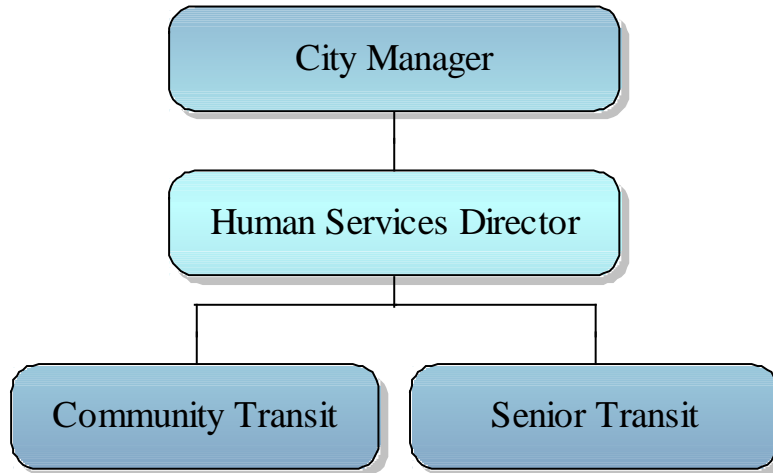 City Manager
Human Services Director
Community Transit
Senior Transit